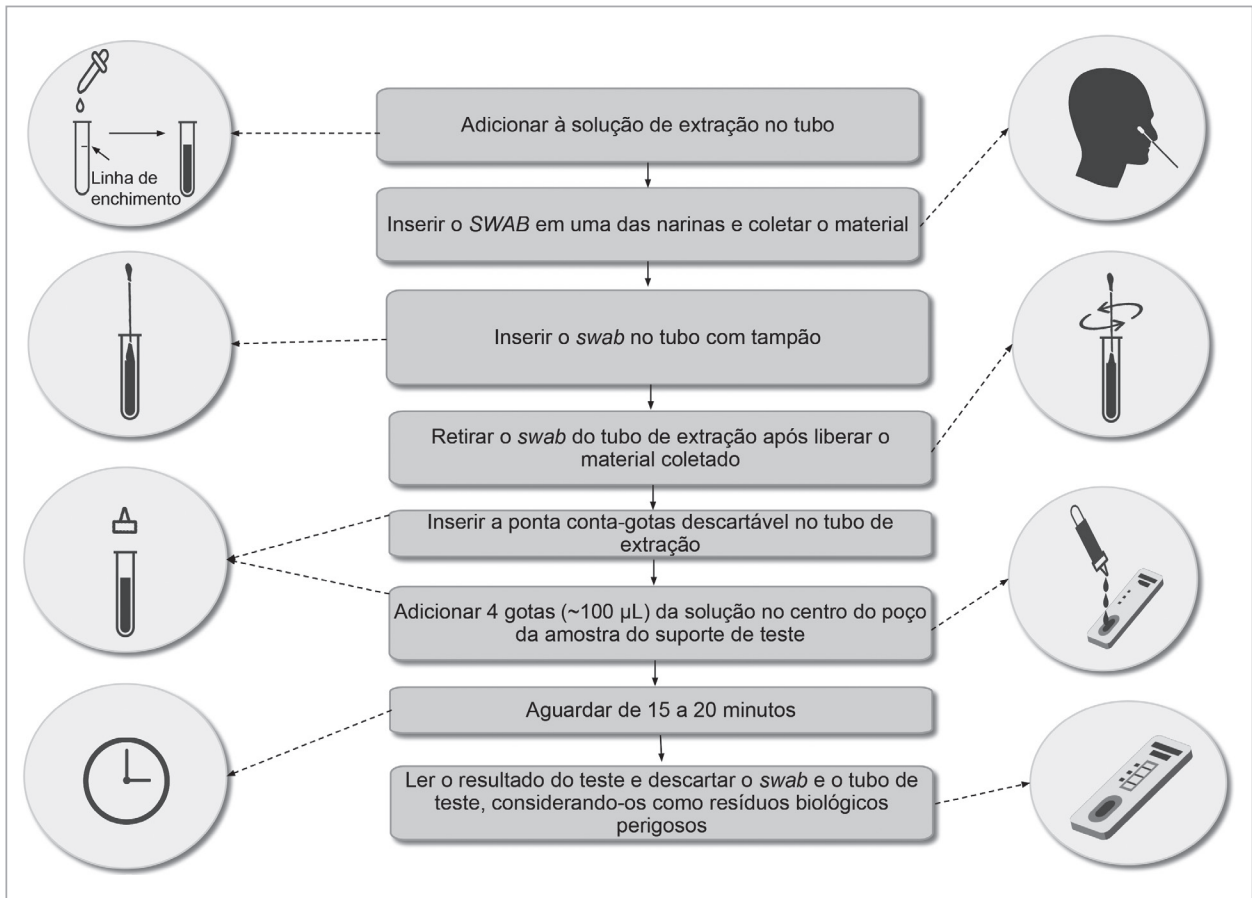 Adicionar à solução de extração no tubo
Linha de
enchimento
Inserir o SWAB em uma das narinas e coletar o material
Inserir o swab no tubo com tampão
Retirar o swab do tubo de extração após liberar o
material coletado
Inserir a ponta conta-gotas descartável no tubo de
extração
Adicionar 4 gotas (~100 µL) da solução no centro do poço
da amostra do suporte de teste
Aguardar de 15 a 20 minutos
Ler o resultado do teste e descartar o swab e o tubo de
teste, considerando-os como resíduos biológicos
perigosos